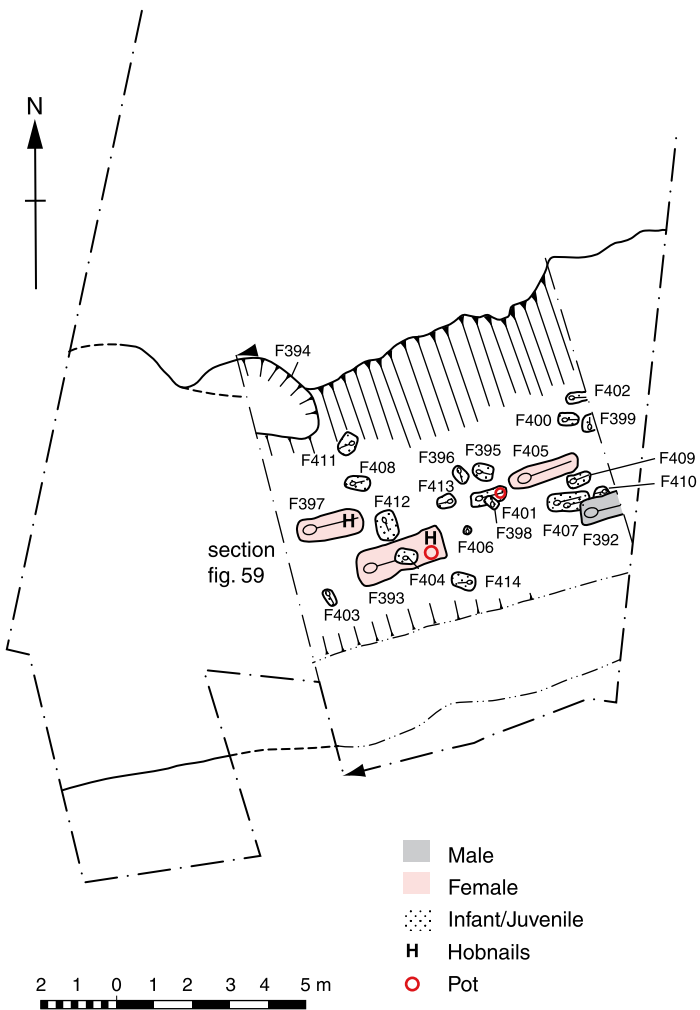 N
F394
F402
F400
F399
F411
F396
F395
F405
F408
F409
F413
F410
F397
H
F412
F401
F407
F398
F392
H
F406
section
fig. 59
F404
F414
F393
F403
Male
Female
Infant/Juvenile
H Hobnails
Pot
2 1 0 1 2 3 4 5 m